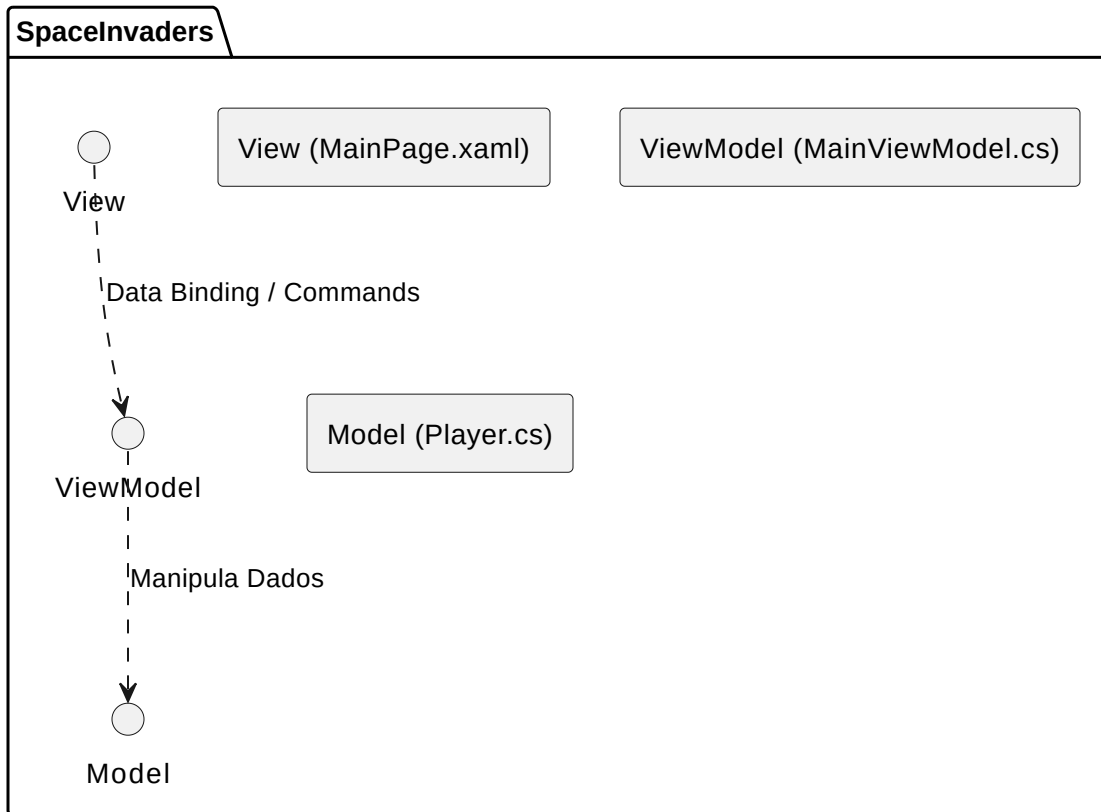 SpaceInvaders
View (MainPage.xaml)
ViewModel (MainViewModel.cs)
View
Data Binding / Commands
Model (Player.cs)
ViewModel
Manipula Dados
Model